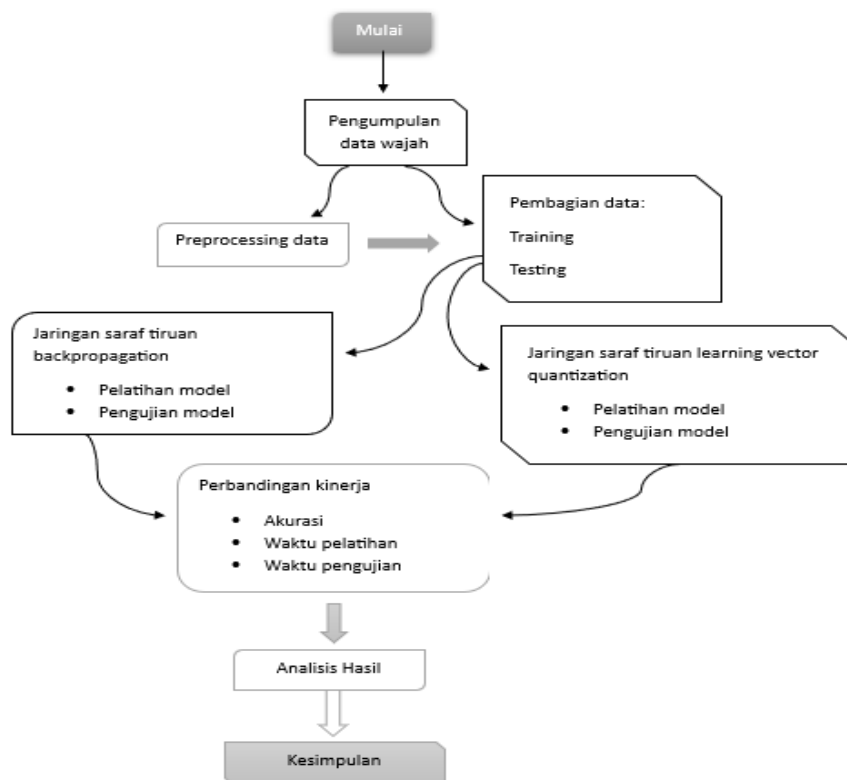 Mulai
Pengumpulan
data wajah
Preprocessing data
Pembagian data:
Training
Testing
Jaringan saraf tiruan
backpropagation
• Pelatihan model
• Pengujian model
Jaringan saraf tiruan learning vector
quantization
• Pelatihan model
• Pengujian model
Perbandingan kinerja
• Akurasi
• Waktu pelatihan
• Waktu pengujian
Analisis Hasil
Kesimpulan